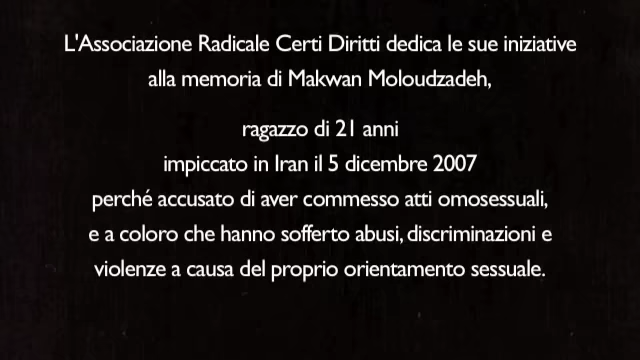 L'Associazione Radicale Certi Diritti dedica le sue iniziative
alla memoria di Makwan Moloudzadeh,
ragazzo di 21 anni
impiccato in Iran il 5 dicembre 2007
perché accusato di aver commesso atti omosessuali,
e a coloro che hanno sofferto abusi, discriminazioni e
violenze a causa del proprio orientamento sessuale.